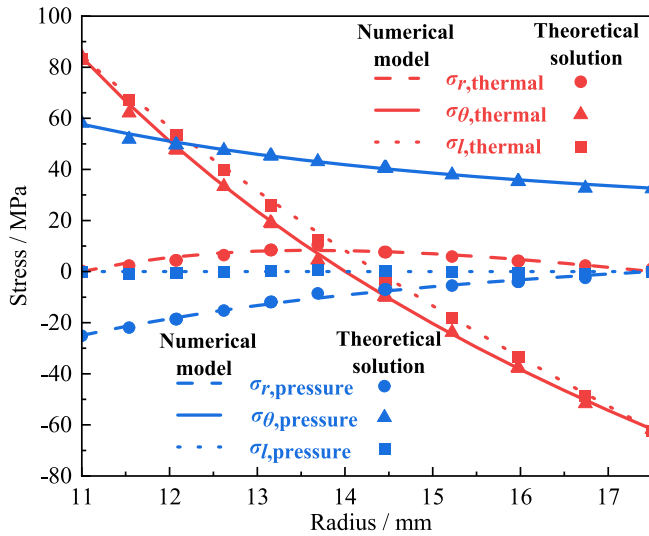 100
80
60
40
20
0
-20
-40
-60
-80
Stress / MPa
11
12
13
14
15
16
17
Radius / mm
Numerical model
Theoretical solution
σr,thermal
σθ,thermal
σl,thermal
Numerical model
Theoretical solution
σr,pressure
σθ,pressure
σl,pressure